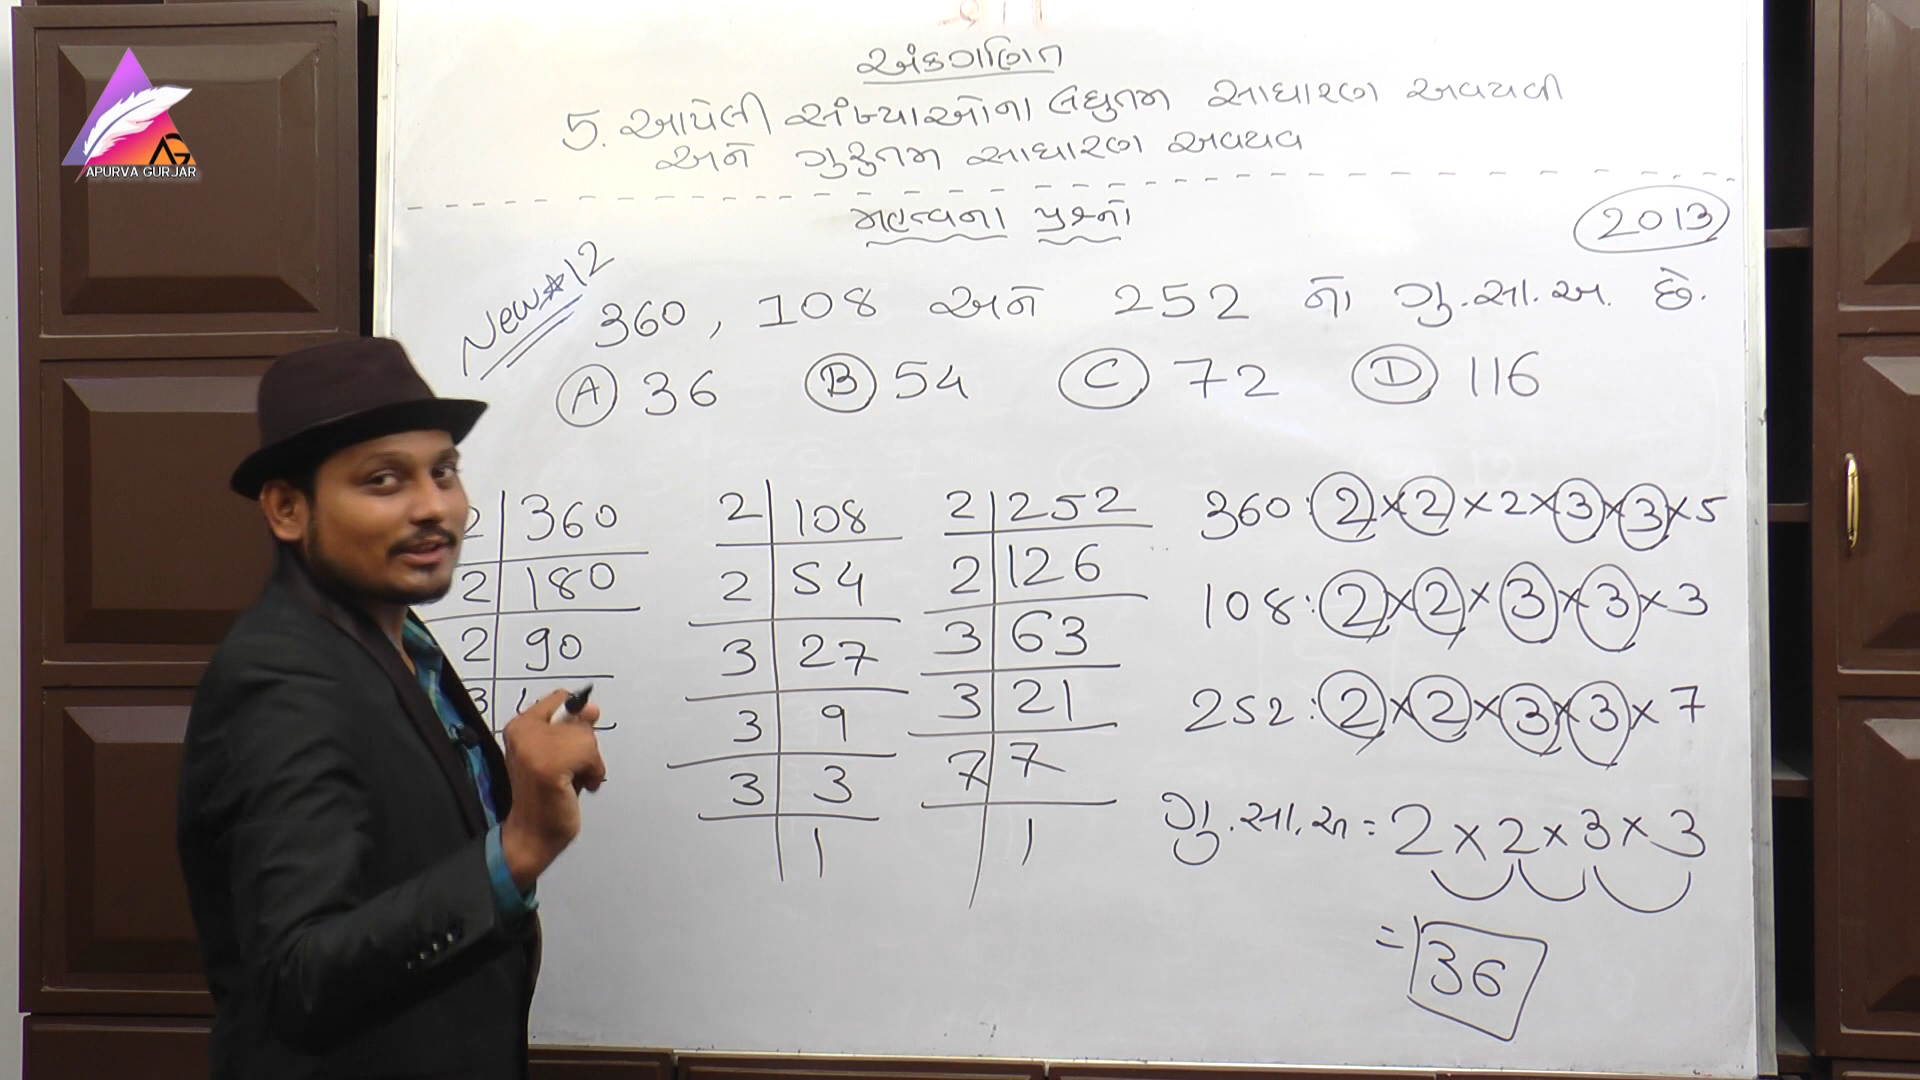 AG
APURVA GURJAR
અંકગણિત
5. આપેલી સંખ્યાઓના લઘુતમ સાધારણ અવયવી
અને ગુરુતમ સાધારણ અવયવ
મહત્વના પ્રશ્નો
2013
New☆12
360, 108 અને 252 નો ગુ.સા.અ. છે.
A 36 B 54 C 72 D 116
2 360
2 180
2 90
3
2 108
2 54
3 27
3 9
3 3
1
2 252
2 126
3 63
3 21
7 7
1
360: 2×2×2×3×3×5
108: 2×2×3×3×3
252: 2×2×3×3×7
ગુ.સા.અ = 2×2×3×3
= 36